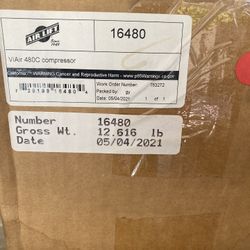 AIR LIFT
16480
ViAir 480C compressor
California: WARNING Cancer and Reproductive Harm - www.p65Warnings.ca.gov
Work Order Number: 763272
Packed by:
Date: 05/04/2021 1 of 1
Number 16480
Gross Wt. 12.616 lb
Date 05/04/2021